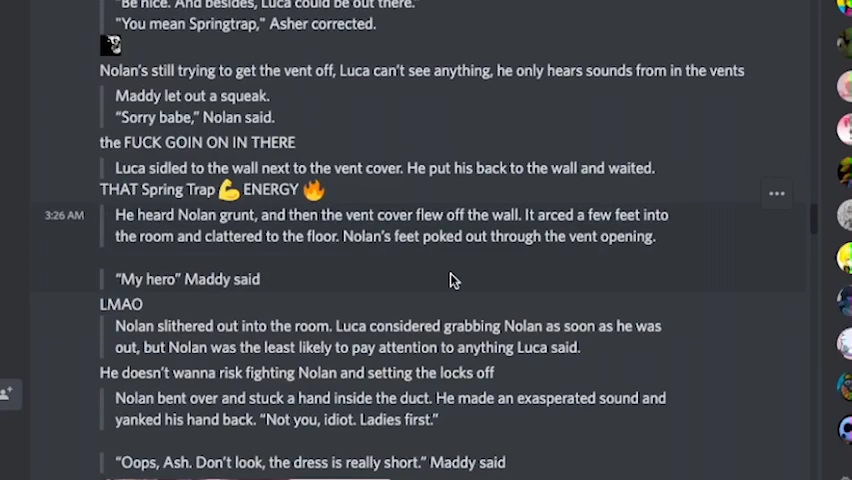 "Be nice. And besides, Luca could be out there."
"You mean Springtrap," Asher corrected.
Nolan's still trying to get the vent off, Luca can't see anything, he only hears sounds from in the vents
Maddy let out a squeak.
“Sorry babe,” Nolan said.
the FUCK GOIN ON IN THERE
Luca sidled to the wall next to the vent cover. He put his back to the wall and waited.
THAT Spring Trap 💪 ENERGY 🔥
3:26 AM
He heard Nolan grunt, and then the vent cover flew off the wall. It arced a few feet into
the room and clattered to the floor. Nolan's feet poked out through the vent opening.
“My hero” Maddy said
LMAO
Nolan slithered out into the room. Luca considered grabbing Nolan as soon as he was
out, but Nolan was the least likely to pay attention to anything Luca said.
He doesn't wanna risk fighting Nolan and setting the locks off
Nolan bent over and stuck a hand inside the duct. He made an exasperated sound and
yanked his hand back. “Not you, idiot. Ladies first.”
“Oops, Ash. Don't look, the dress is really short.” Maddy said